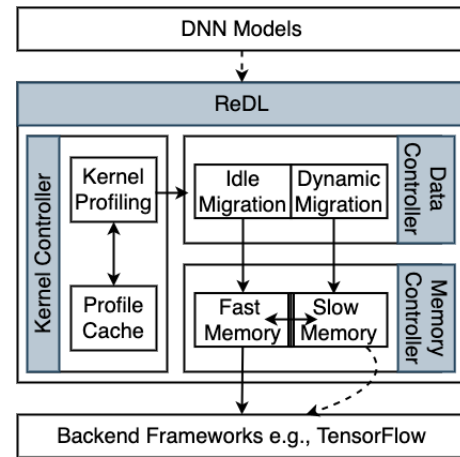 DNN Models
ReDL
Kernel Controller
Kernel
Profiling
Profile
Cache
Idle
Migration
Dynamic
Migration
Data
Controller
Fast
Memory
Slow
Memory
Memory
Controller
Backend Frameworks e.g., TensorFlow